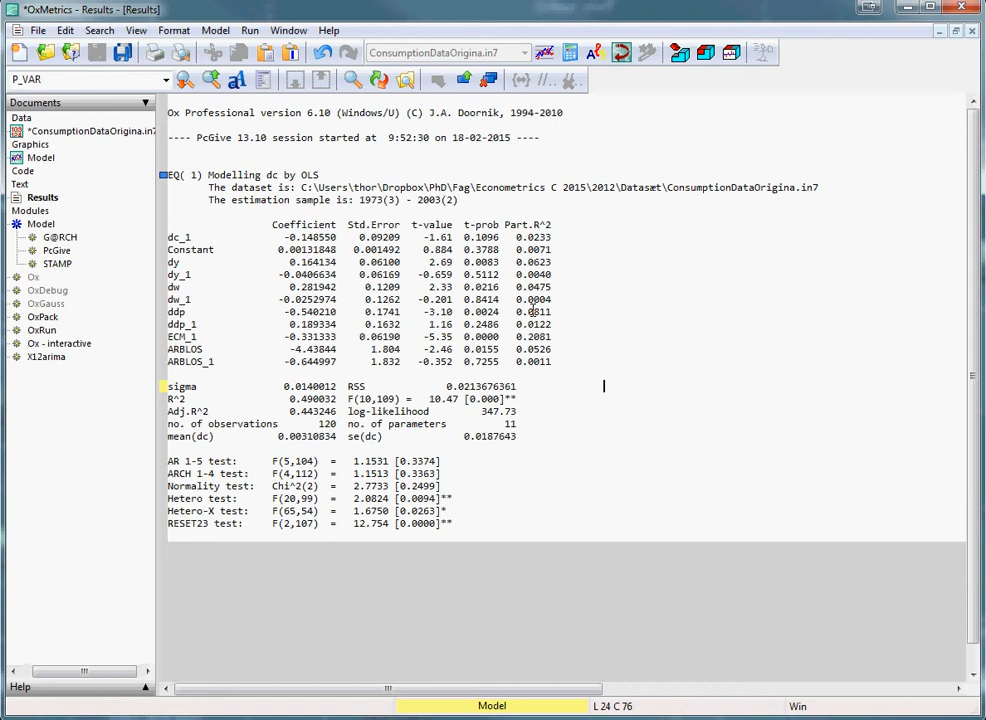 *OxMetrics - Results - [Results]
File Edit Search View Format Model Run Window Help
ConsumptionDataOrigina.in7
P_VAR
Documents
Data
*ConsumptionDataOrigina.in7
Graphics
Model
Code
Text
Results
Modules
Model
G@RCH
PcGive
STAMP
Ox
OxDebug
OxGauss
OxPack
OxRun
Ox - interactive
X12arima
Help
Ox Professional version 6.10 (Windows/U) (C) J.A. Doornik, 1994-2010
---- PcGive 13.10 session started at 9:52:30 on 18-02-2015 ----
EQ( 1) Modelling dc by OLS
The dataset is: C:\Users\thor\Dropbox\PhD\Fag\Econometrics C 2015\2012\Datasæt\ConsumptionDataOrigina.in7
The estimation sample is: 1973(3) - 2003(2)
Coefficient Std.Error t-value t-prob Part.R^2
dc_1 -0.148550 0.09209 -1.61 0.1096 0.0233
Constant 0.00131848 0.001492 0.884 0.3788 0.0071
dy 0.164134 0.06100 2.69 0.0083 0.0623
dy_1 -0.0406634 0.06169 -0.659 0.5112 0.0040
dw 0.281942 0.1209 2.33 0.0216 0.0475
dw_1 -0.0252974 0.1262 -0.201 0.8414 0.0004
ddp -0.540210 0.1741 -3.10 0.0024 0.0811
ddp_1 0.189334 0.1632 1.16 0.2486 0.0122
ECM_1 -0.331333 0.06190 -5.35 0.0000 0.2081
ARBLOS -4.43844 1.804 -2.46 0.0155 0.0526
ARBLOS_1 -0.644997 1.832 -0.352 0.7255 0.0011
sigma 0.0140012 RSS 0.0213676361
R^2 0.490032 F(10,109) = 10.47 [0.000]**
Adj.R^2 0.443246 log-likelihood 347.73
no. of observations 120 no. of parameters 11
mean(dc) 0.00310834 se(dc) 0.0187643
AR 1-5 test: F(5,104) = 1.1531 [0.3374]
ARCH 1-4 test: F(4,112) = 1.1513 [0.3363]
Normality test: Chi^2(2) = 2.7733 [0.2499]
Hetero test: F(20,99) = 2.0824 [0.0094]**
Hetero-X test: F(65,54) = 1.6750 [0.0263]*
RESET23 test: F(2,107) = 12.754 [0.0000]**
Model L 24 C 76 Win